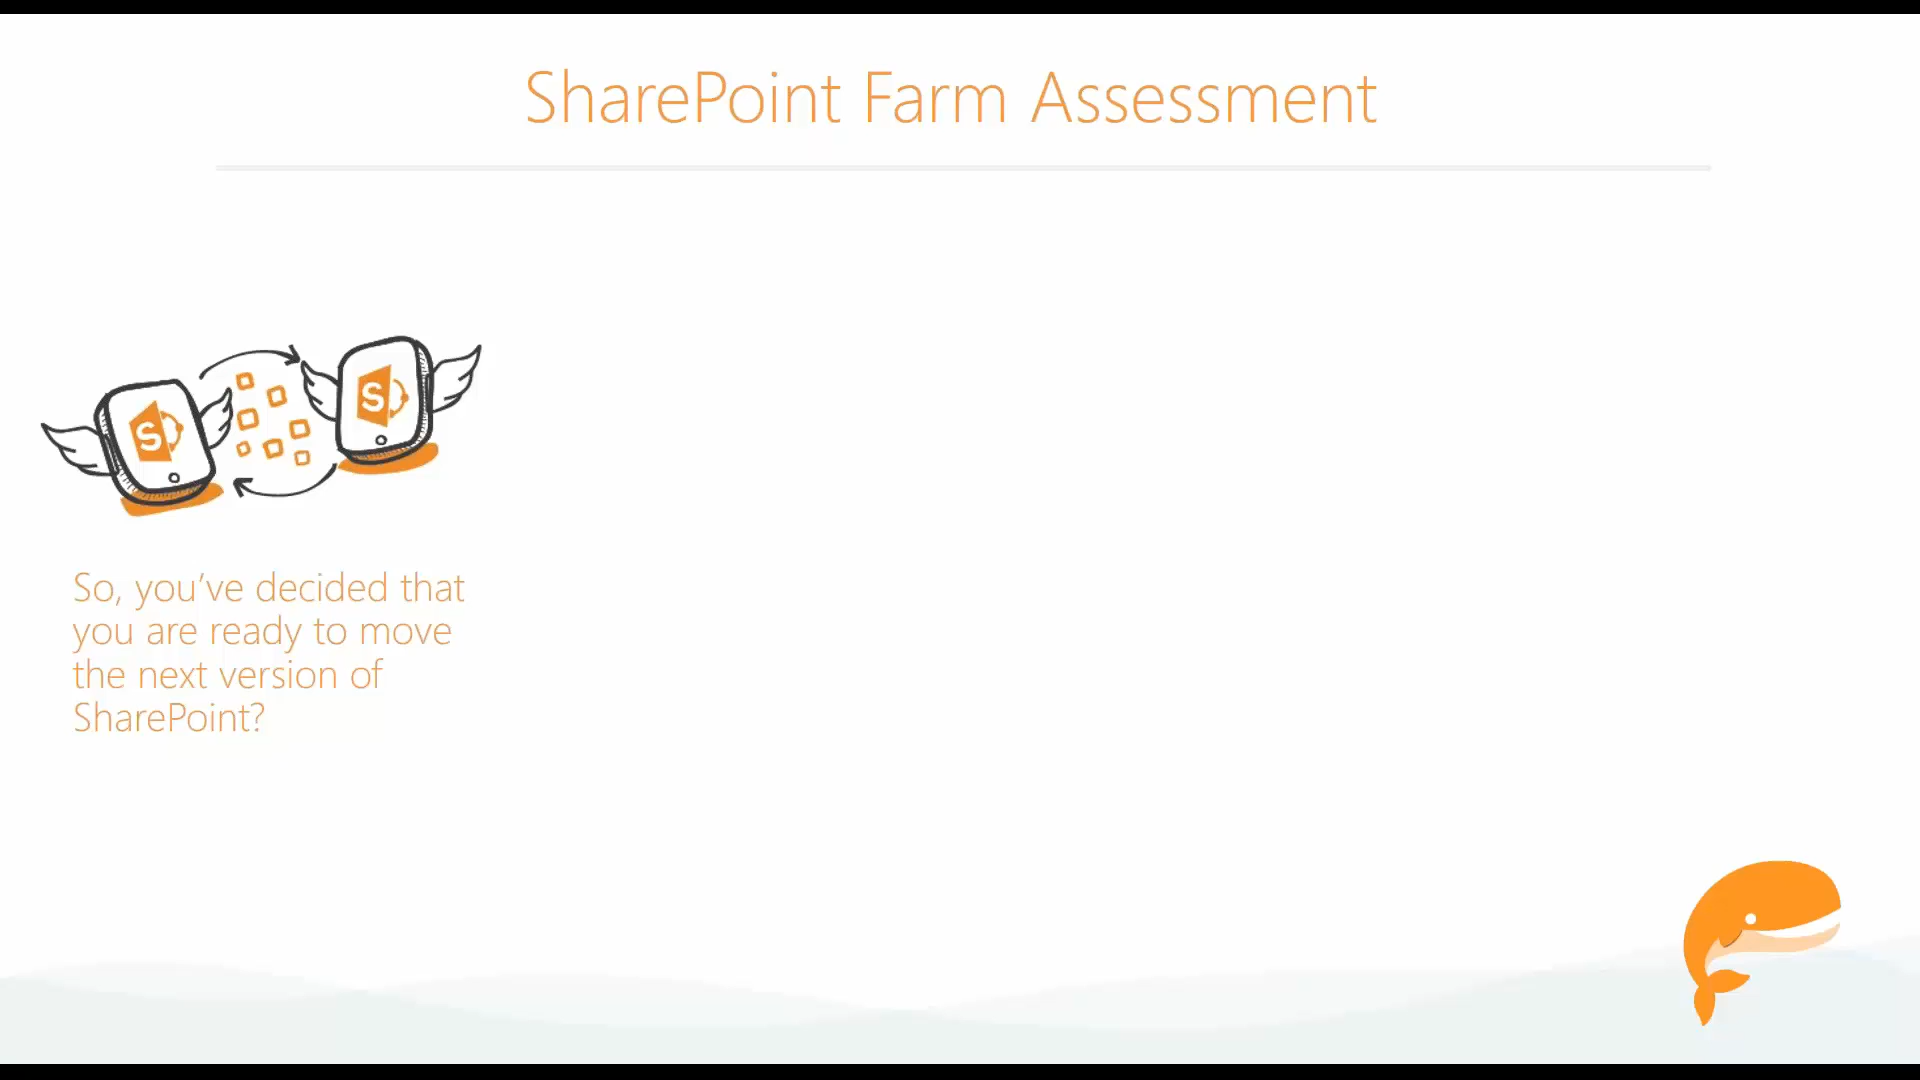 SharePoint Farm Assessment
S
S
So, you’ve decided that
you are ready to move
the next version of
SharePoint?